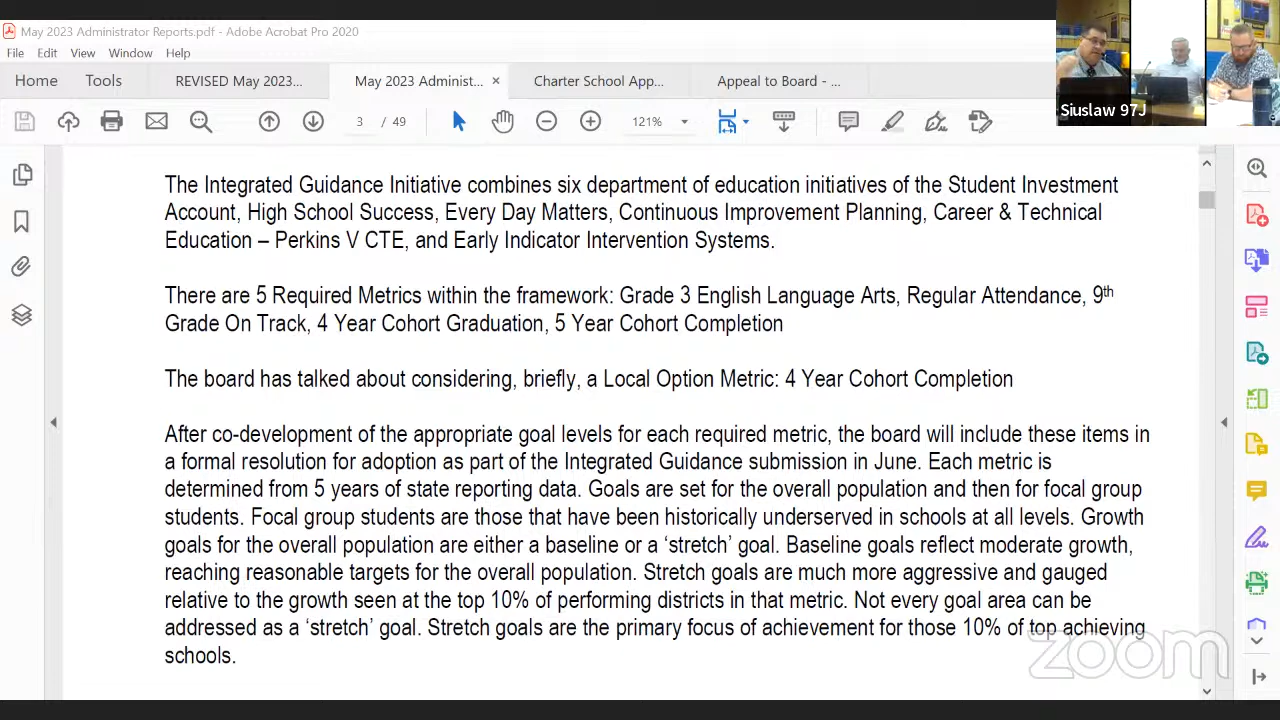 May 2023 Administrator Reports.pdf - Adobe Acrobat Pro 2020
File Edit View Window Help
Home Tools REVISED May 2023... May 2023 Administ... × Charter School App... Appeal to Board - ...
3 / 49 121%
Siuslaw 97J
The Integrated Guidance Initiative combines six department of education initiatives of the Student Investment
Account, High School Success, Every Day Matters, Continuous Improvement Planning, Career & Technical
Education – Perkins V CTE, and Early Indicator Intervention Systems.
There are 5 Required Metrics within the framework: Grade 3 English Language Arts, Regular Attendance, 9th
Grade On Track, 4 Year Cohort Graduation, 5 Year Cohort Completion
The board has talked about considering, briefly, a Local Option Metric: 4 Year Cohort Completion
After co-development of the appropriate goal levels for each required metric, the board will include these items in
a formal resolution for adoption as part of the Integrated Guidance submission in June. Each metric is
determined from 5 years of state reporting data. Goals are set for the overall population and then for focal group
students. Focal group students are those that have been historically underserved in schools at all levels. Growth
goals for the overall population are either a baseline or a ‘stretch’ goal. Baseline goals reflect moderate growth,
reaching reasonable targets for the overall population. Stretch goals are much more aggressive and gauged
relative to the growth seen at the top 10% of performing districts in that metric. Not every goal area can be
addressed as a ‘stretch’ goal. Stretch goals are the primary focus of achievement for those 10% of top achieving
schools.
zoom